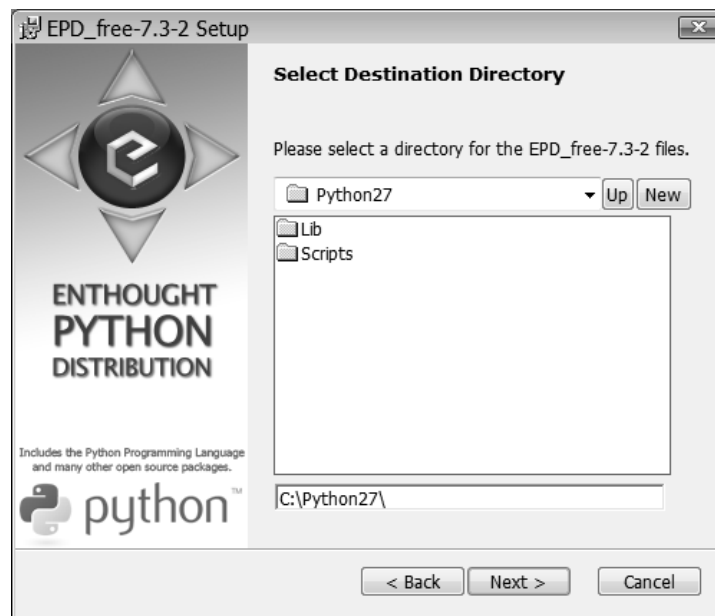 EPD_free-7.3-2 Setup
Select Destination Directory
Please select a directory for the EPD_free-7.3-2 files.
Python27
Up
New
Lib
Scripts
C:\Python27\
ENTHOUGHT
PYTHON
DISTRIBUTION
Includes the Python Programming Language
and many other open source packages.
python™
< Back
Next >
Cancel